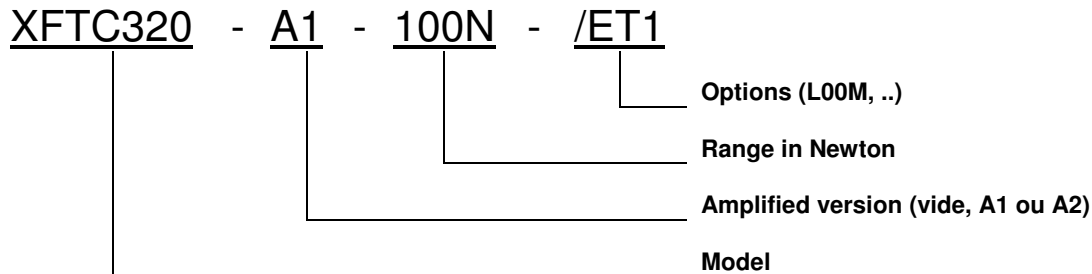 XFTC320 - A1 - 100N - /ET1
Options (L00M, ..)
Range in Newton
Amplified version (vide, A1 ou A2)
Model